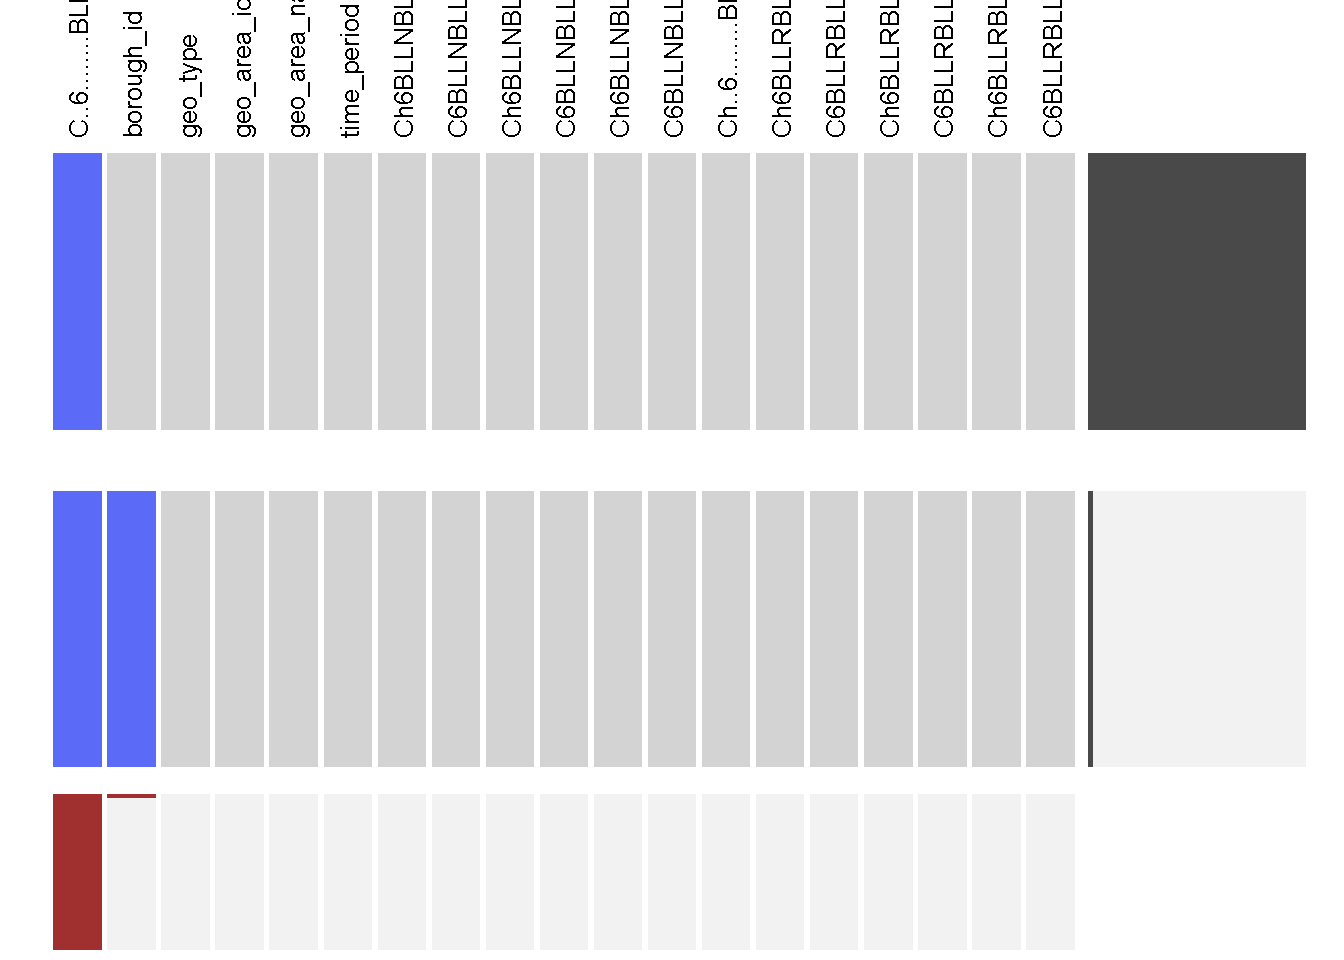 C..6.......BLL
borough_id
geo_type
geo_area_id
geo_area_na
time_period
Ch6BLLNBL
C6BLLNBLL
Ch6BLLNBL
C6BLLNBLL
Ch6BLLNBL
C6BLLNBLL
Ch..6.......BL
Ch6BLLRBL
C6BLLRBLL
Ch6BLLRBL
C6BLLRBLL
Ch6BLLRBL
C6BLLRBLL